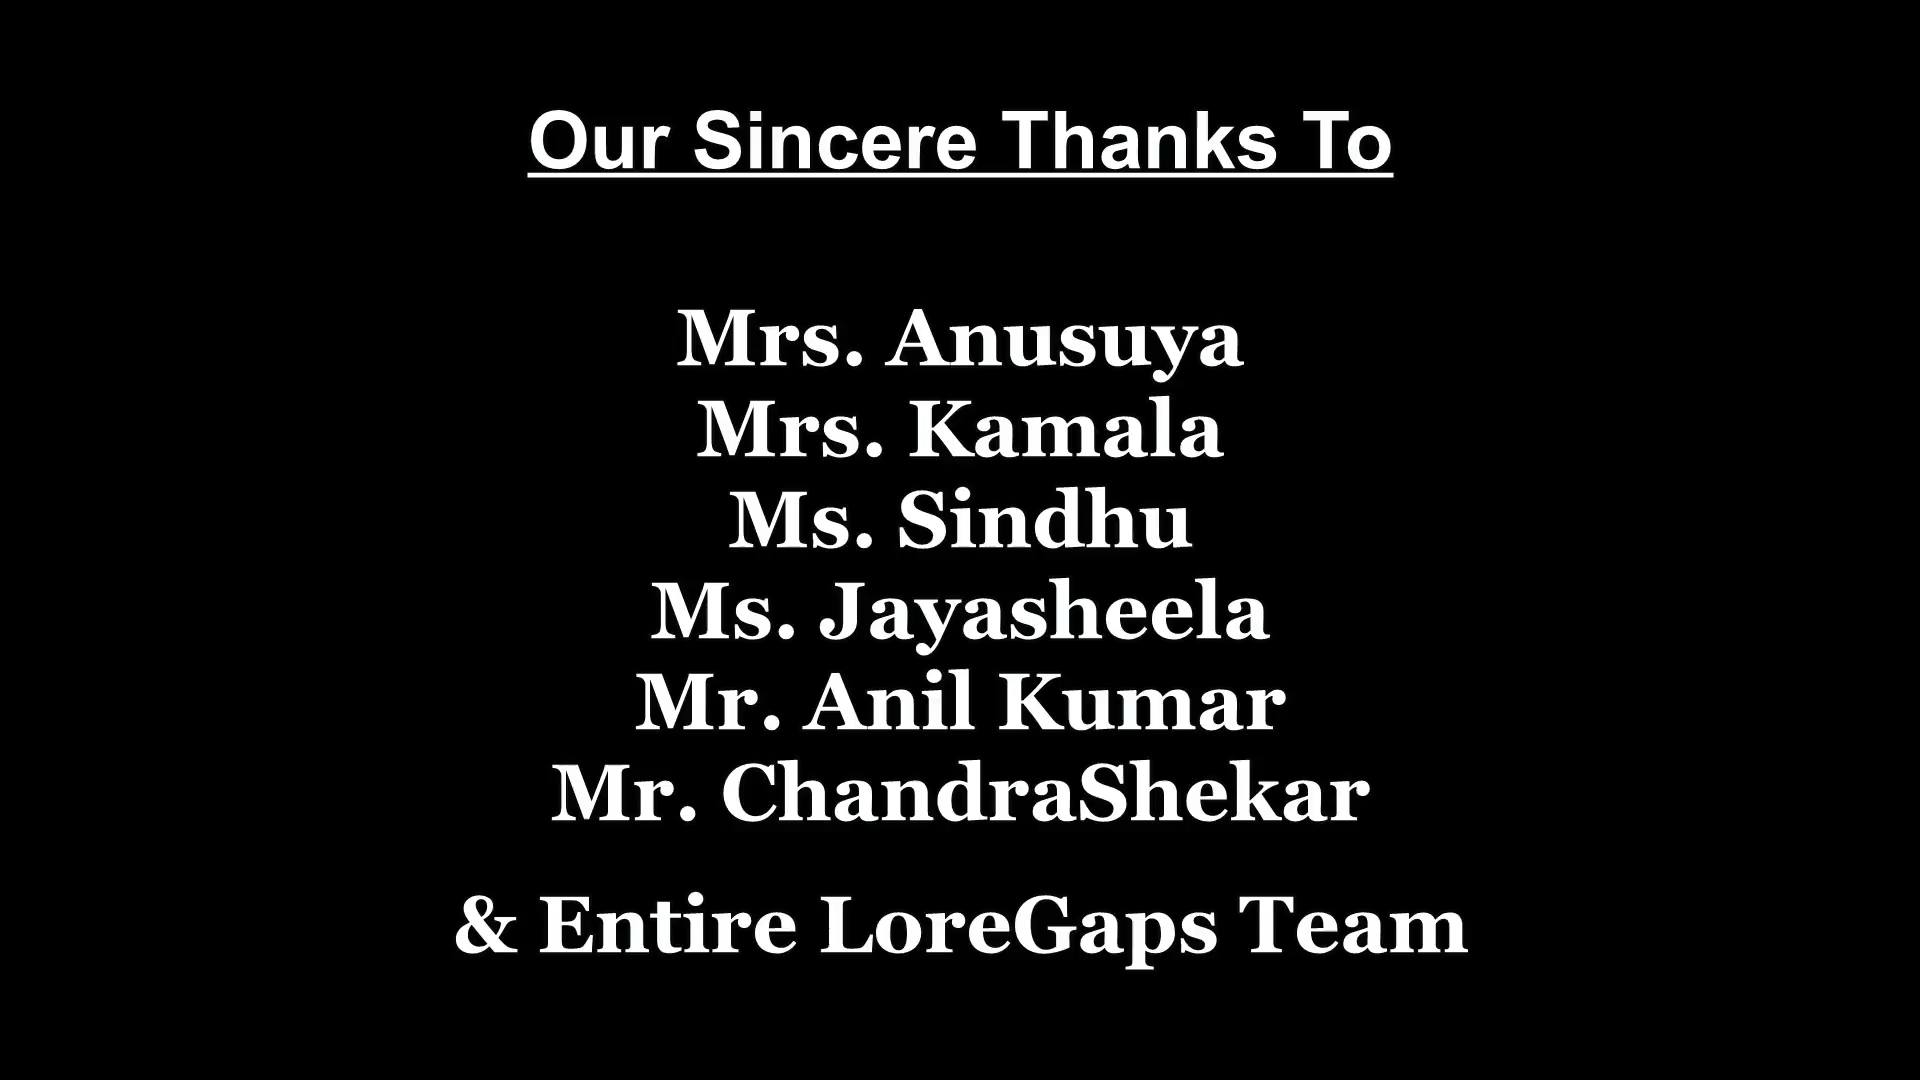 Our Sincere Thanks To
Mrs. Anusuya
Mrs. Kamala
Ms. Sindhu
Ms. Jayasheela
Mr. Anil Kumar
Mr. ChandraShekar
& Entire LoreGaps Team